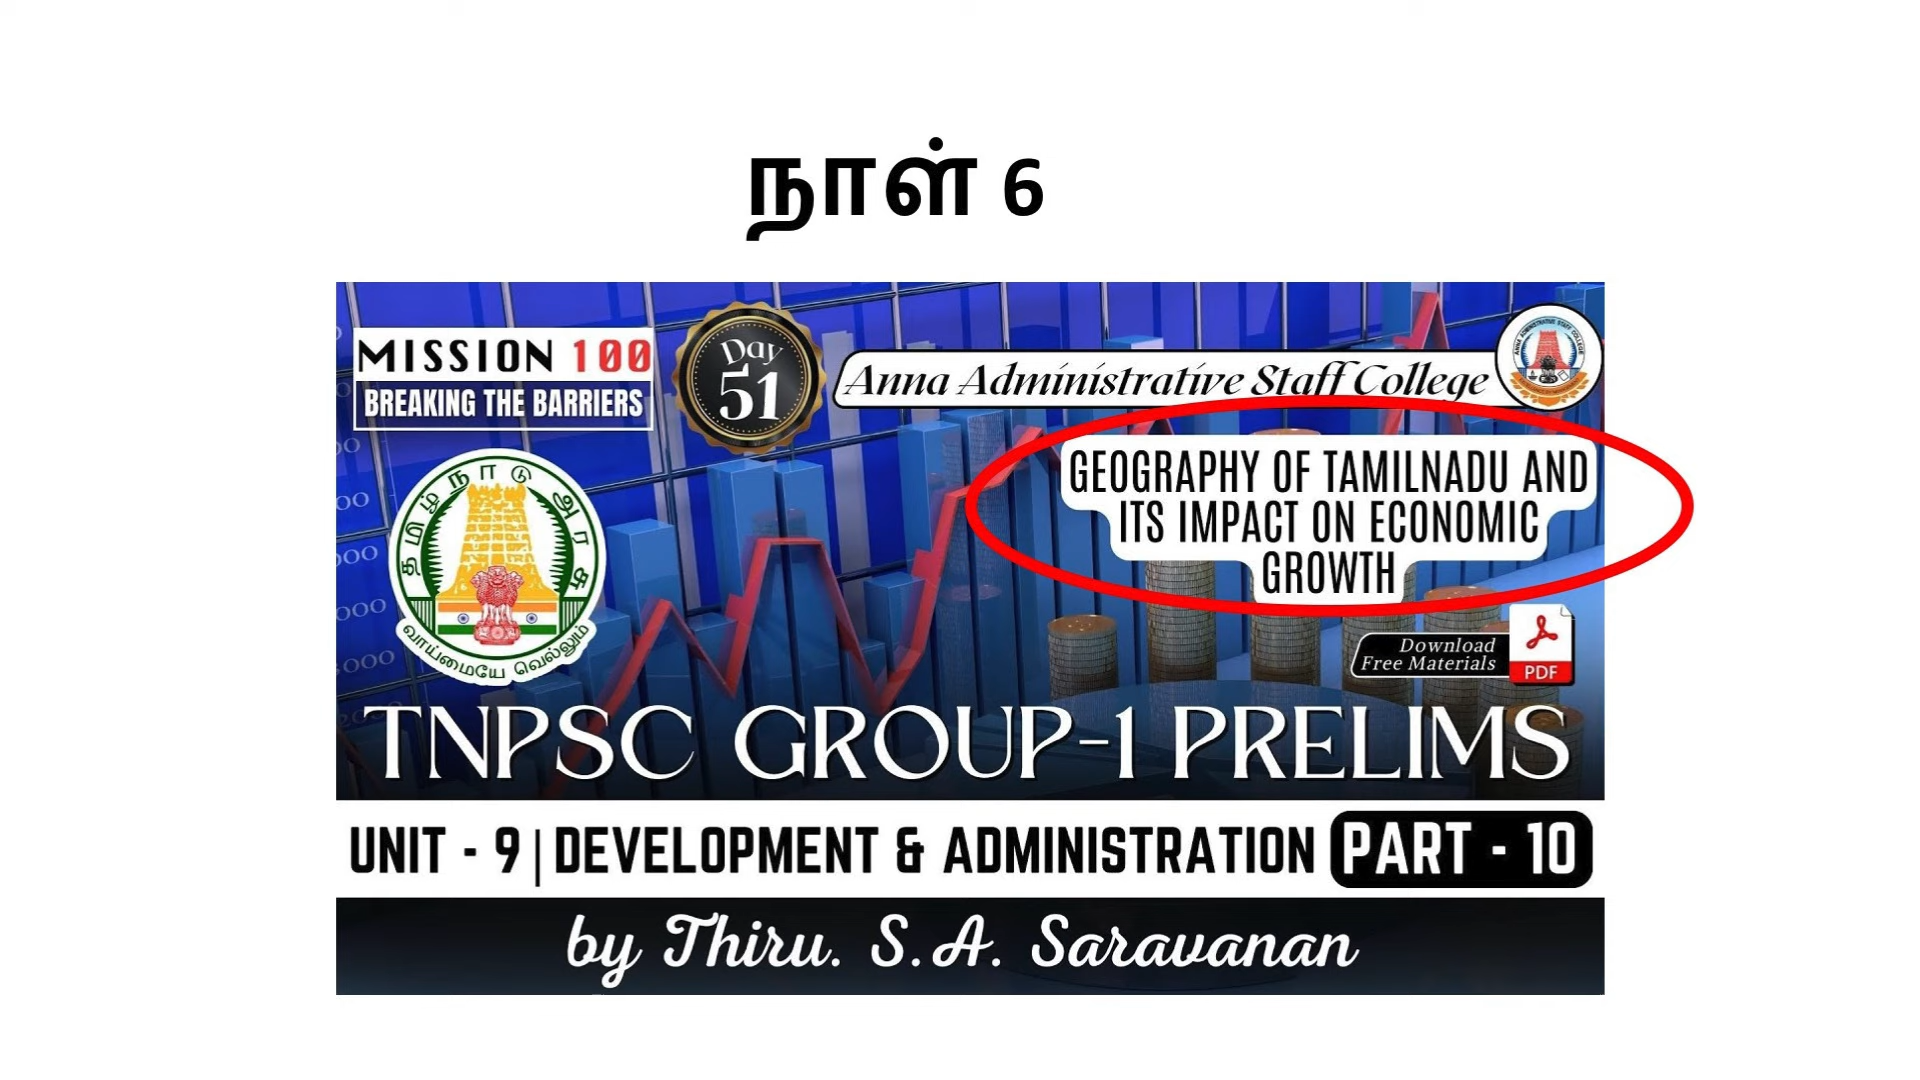 நாள் 6
MISSION 100
BREAKING THE BARRIERS
Day
51
Anna Administrative Staff College
GEOGRAPHY OF TAMILNADU AND
ITS IMPACT ON ECONOMIC
GROWTH
தமிழ்நாடு அரசு
வாய்மையே வெல்லும்
Download
Free Materials
PDF
TNPSC GROUP-1 PRELIMS
UNIT - 9 | DEVELOPMENT & ADMINISTRATION PART - 10
by Thiru. S.A. Saravanan